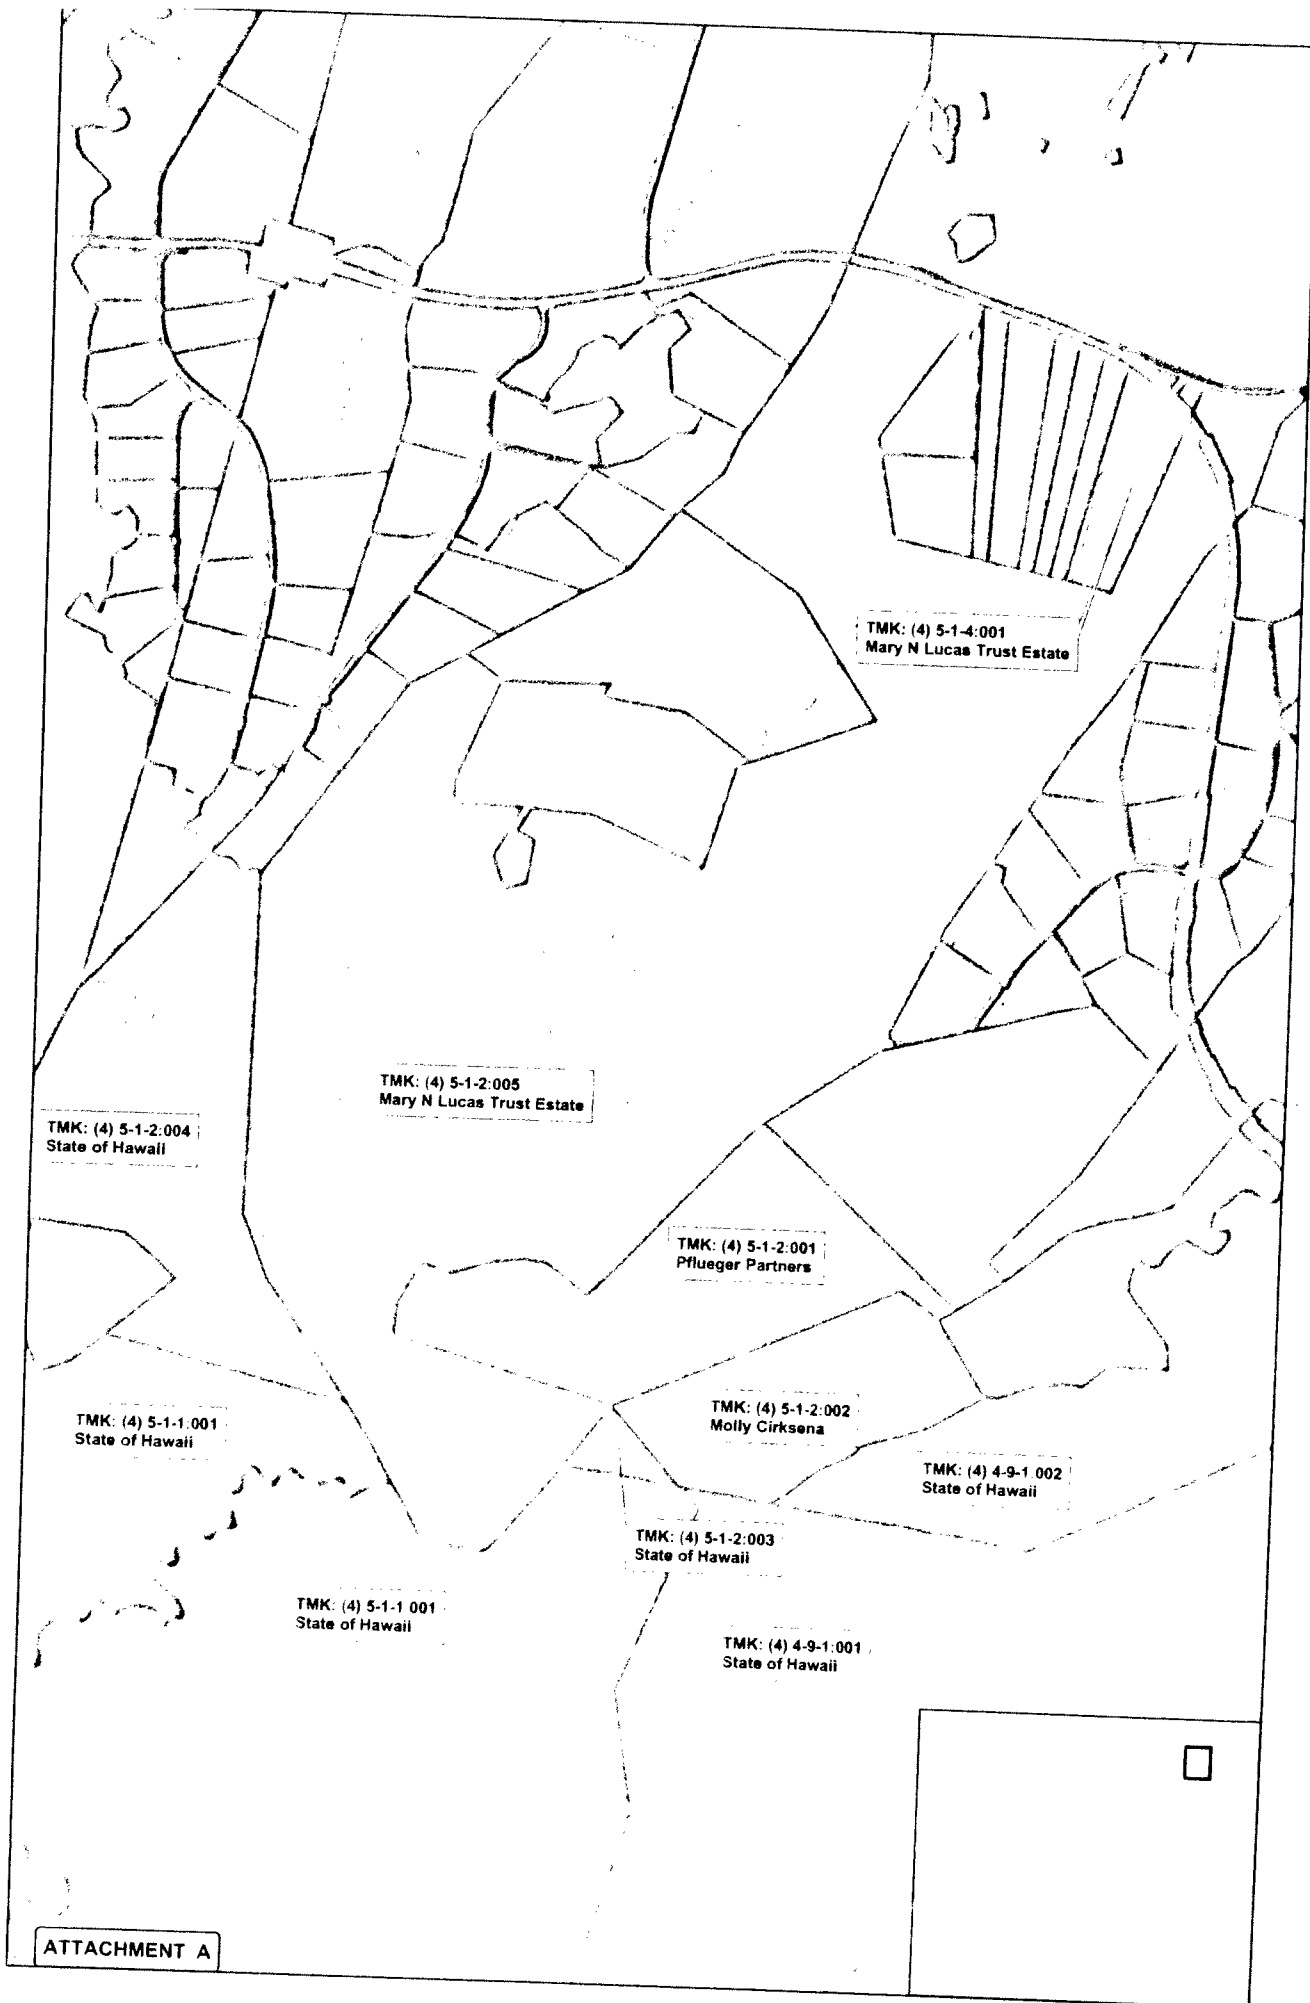 TMK: (4) 5-1-4:001
Mary N Lucas Trust Estate
TMK: (4) 5-1-2:005
Mary N Lucas Trust Estate
TMK: (4) 5-1-2:004
State of Hawaii
TMK: (4) 5-1-2:001
Pflueger Partners
TMK: (4) 5-1-1:001
State of Hawaii
TMK: (4) 5-1-2:002
Molly Cirksena
TMK: (4) 4-9-1:002
State of Hawaii
TMK: (4) 5-1-2:003
State of Hawaii
TMK: (4) 5-1-1 001
State of Hawaii
TMK: (4) 4-9-1:001
State of Hawaii
ATTACHMENT A